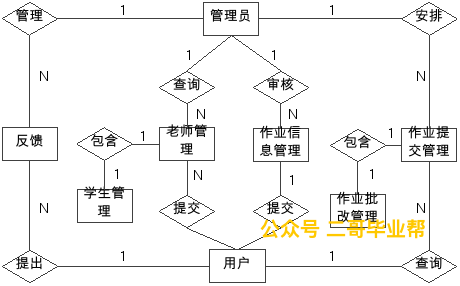 管理
1
管理员
1
安排
1
1
N
查询
审核
N
N
N
反馈
包含
1
老师管
理
作业信
息管理
包含
1
作业提
交管理
1
N
1
1
学生管
理
作业批
改管理
N
提交
提交
N
公众号 二哥毕业帮
提出
1
用户
1
查询